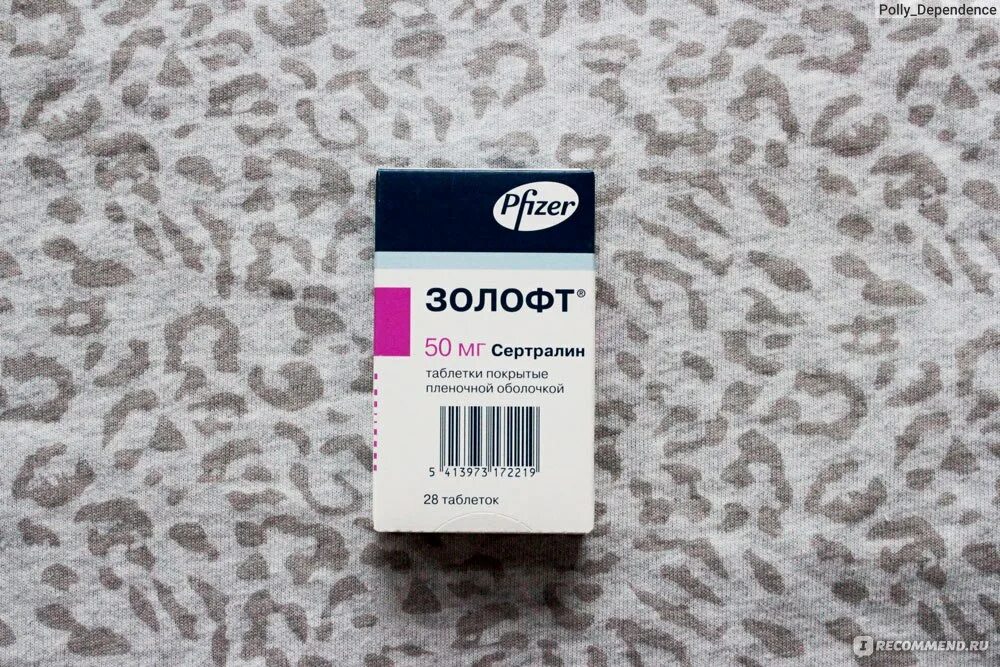 Polly_Dependence
Pfizer
ЗОЛОФТ®
50 мг Сертралин
таблетки покрытые
пленочной оболочкой
5 413973 172219
28 таблеток
IRECOMMEND.RU